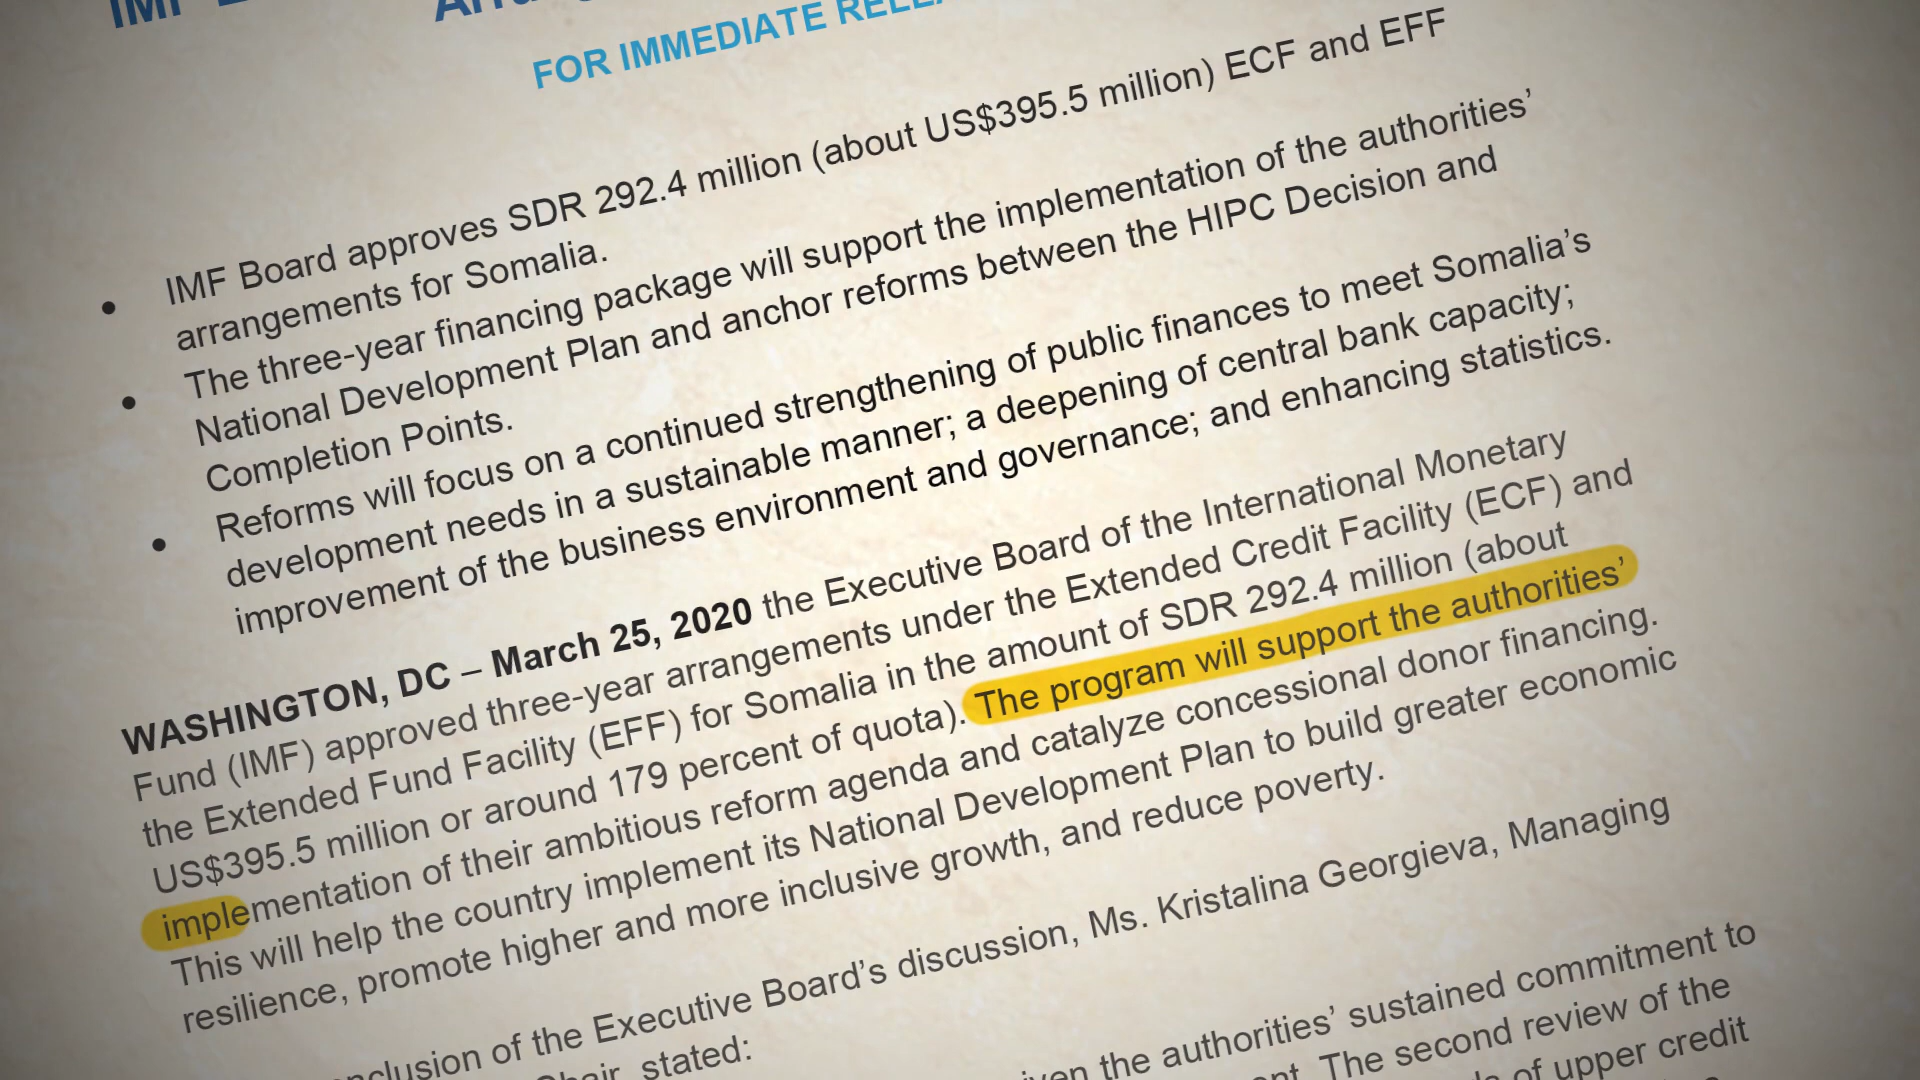 FOR IMMEDIATE
• IMF Board approves SDR 292.4 million (about US$395.5 million) ECF and EFF
arrangements for Somalia.
• The three-year financing package will support the implementation of the authorities’
National Development Plan and anchor reforms between the HIPC Decision and
Completion Points.
• Reforms will focus on a continued strengthening of public finances to meet Somalia’s
development needs in a sustainable manner; a deepening of central bank capacity;
improvement of the business environment and governance; and enhancing statistics.
WASHINGTON, DC – March 25, 2020 the Executive Board of the International Monetary
Fund (IMF) approved three-year arrangements under the Extended Credit Facility (ECF) and
the Extended Fund Facility (EFF) for Somalia in the amount of SDR 292.4 million (about
US$395.5 million or around 179 percent of quota). The program will support the authorities’
implementation of their ambitious reform agenda and catalyze concessional donor financing.
This will help the country implement its National Development Plan to build greater economic
resilience, promote higher and more inclusive growth, and reduce poverty.
of the Executive Board’s discussion, Ms. Kristalina Georgieva, Managing
stated:
the authorities’ sustained commitment to
The second review of the
of upper credit